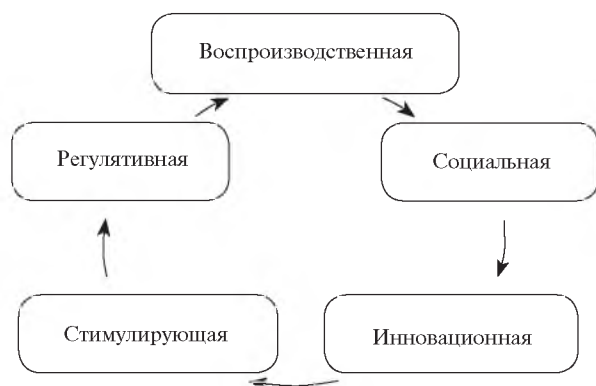 Воспроизводственная
Регулятивная
Социальная
Стимулирующая
Инновационная